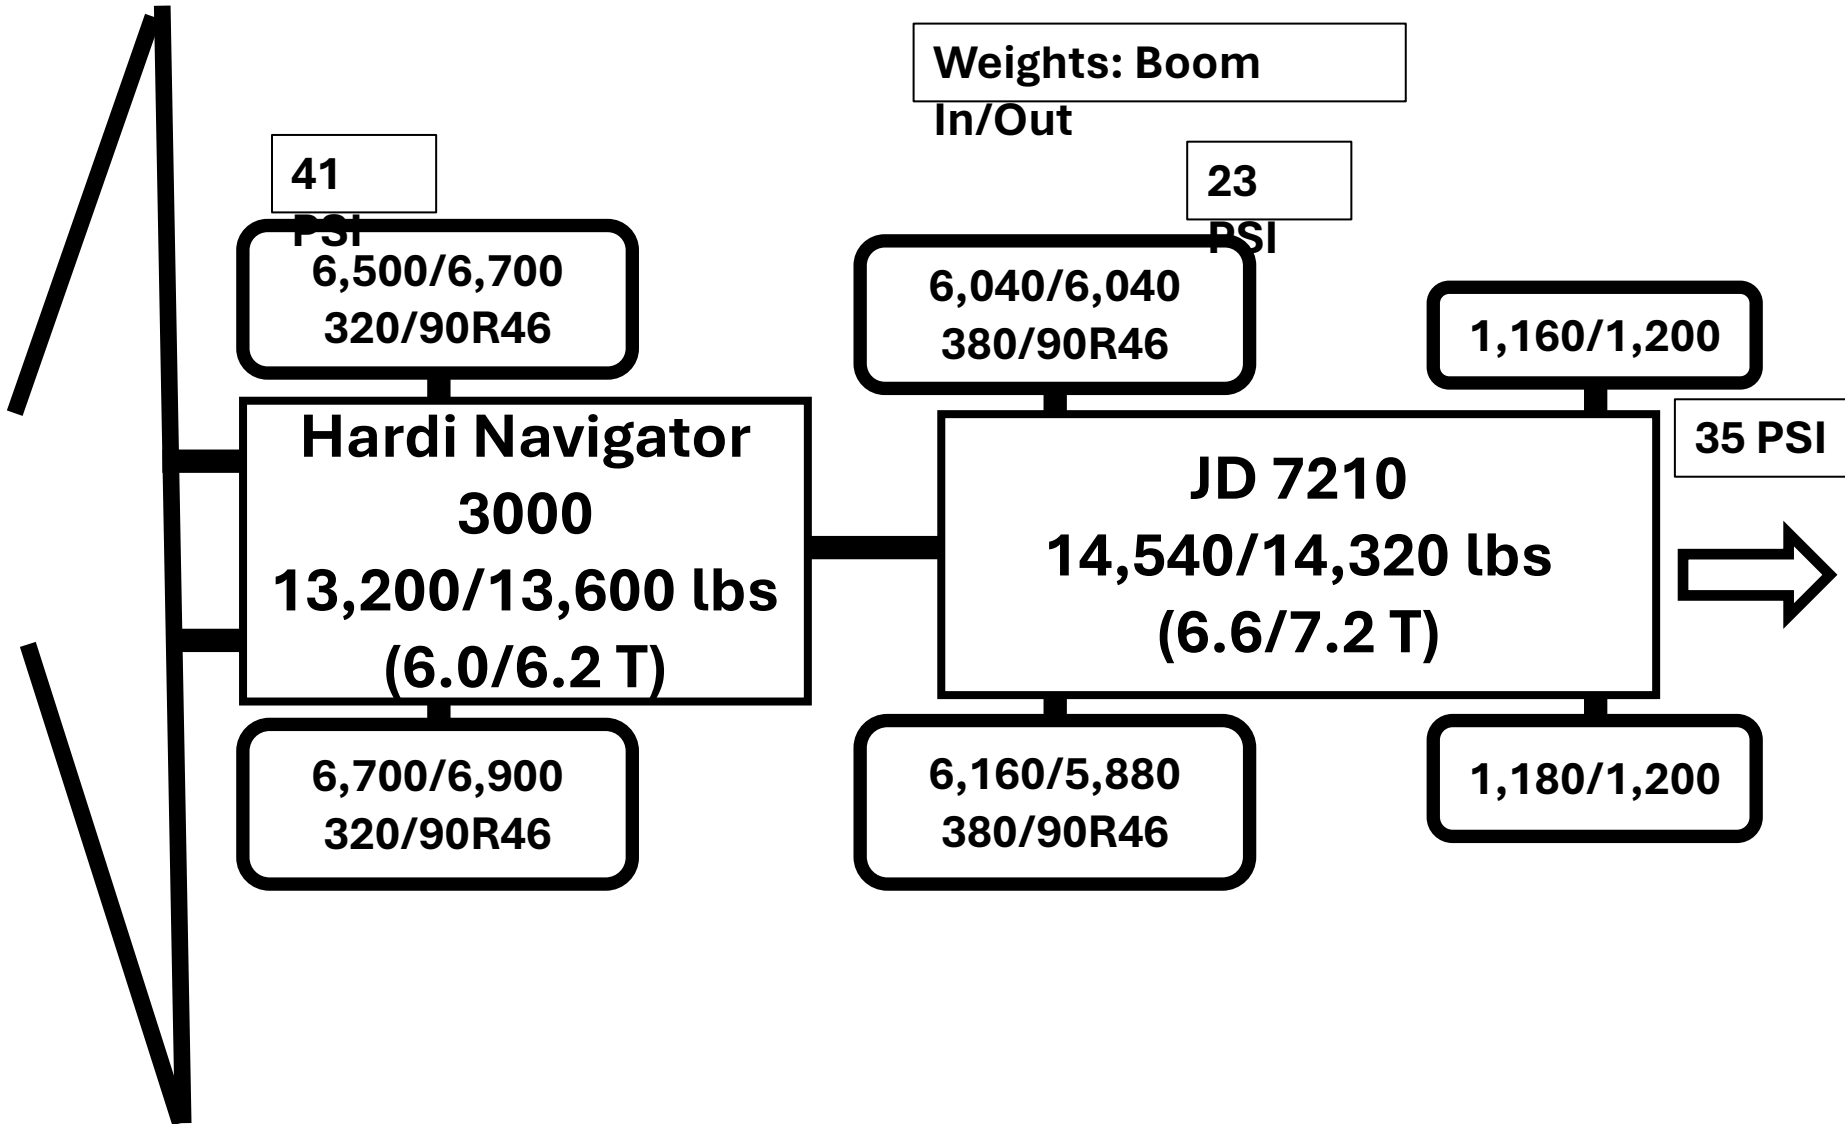 Weights: Boom
In/Out
41
PSI
23
PSI
6,500/6,700
320/90R46
6,040/6,040
380/90R46
1,160/1,200
Hardi Navigator
3000
13,200/13,600 lbs
(6.0/6.2 T)
JD 7210
14,540/14,320 lbs
(6.6/7.2 T)
35 PSI
6,700/6,900
320/90R46
6,160/5,880
380/90R46
1,180/1,200